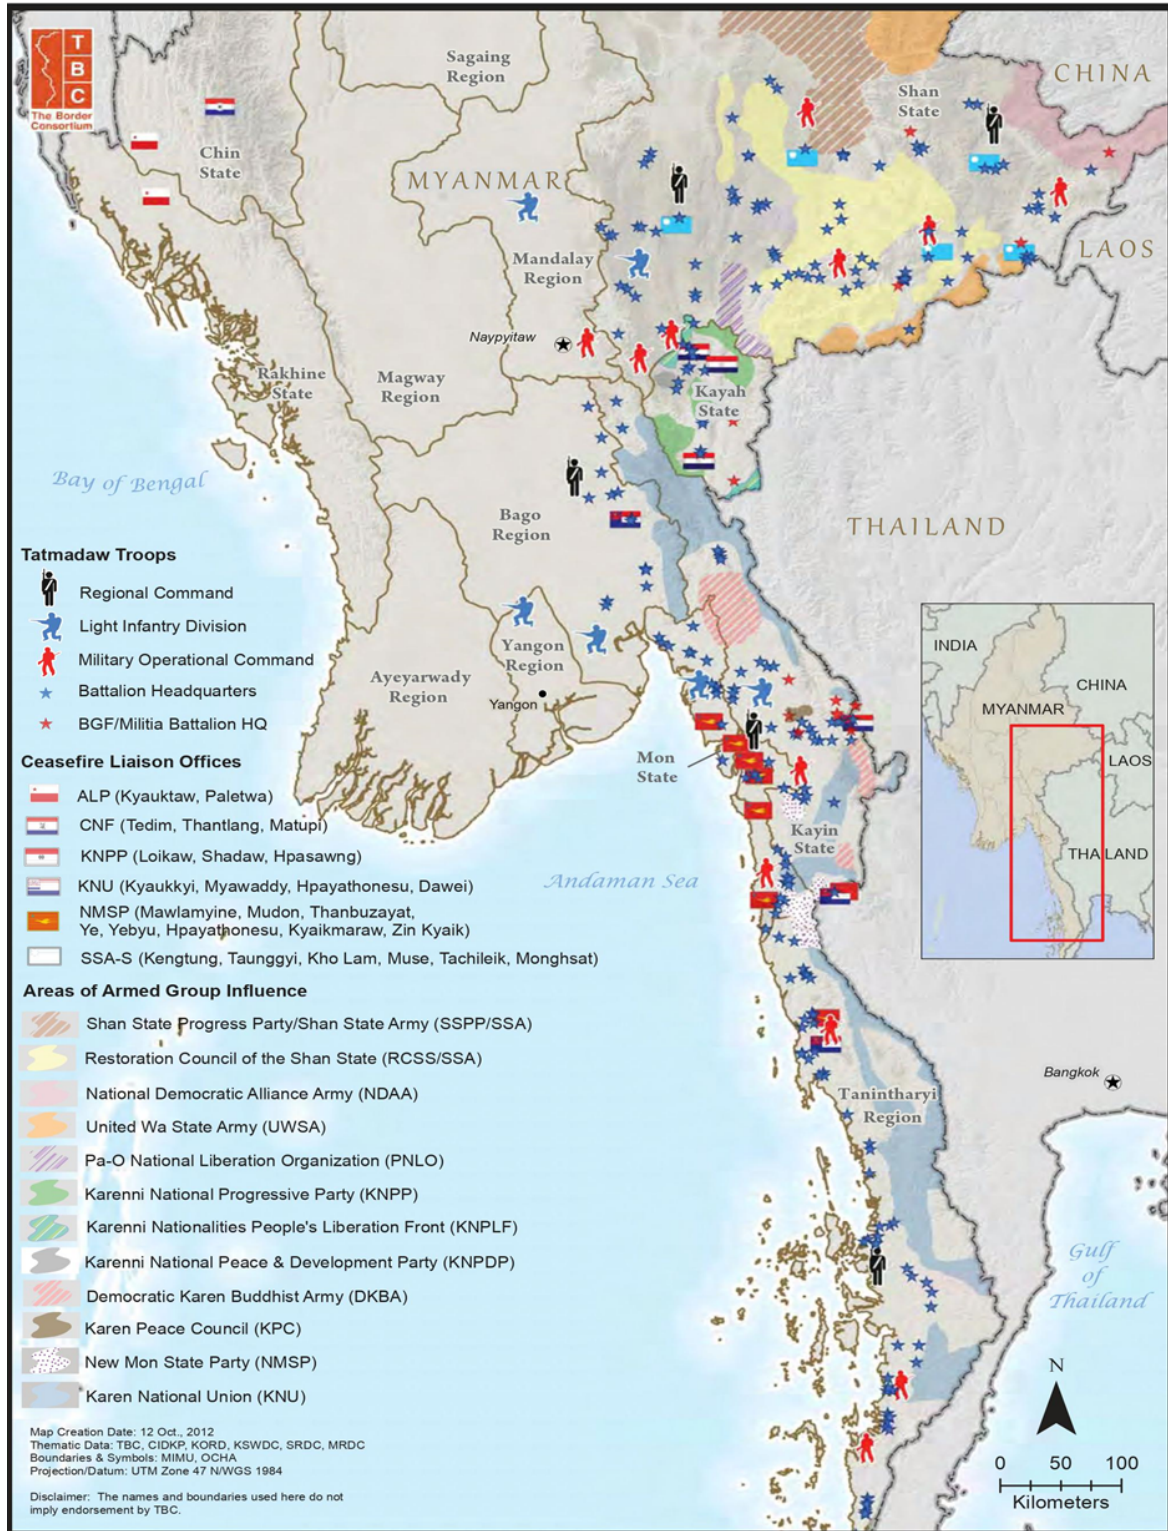 T
B
C
The Border
Consortium
Sagaing
Region
CHINA
Shan
State
Chin
State
MYANMAR
LAOS
Mandalay
Region
Naypyitaw
Rakhine
State
Magway
Region
Kayah
State
Bay of Bengal
THAILAND
Bago
Region
Tatmadaw Troops
Regional Command
Light Infantry Division
Military Operational Command
Battalion Headquarters
BGF/Militia Battalion HQ
Yangon
Region
Ayeyarwady
Region
Yangon
Mon
State
Kayin
State
Andaman Sea
INDIA
CHINA
MYANMAR
LAOS
THAILAND
Ceasefire Liaison Offices
ALP (Kyauktaw, Paletwa)
CNF (Tedim, Thantlang, Matupi)
KNPP (Loikaw, Shadaw, Hpasawng)
KNU (Kyaukkyi, Myawaddy, Hpayathonesu, Dawei)
NMSP (Mawlamyine, Mudon, Thanbuzayat,
Ye, Yebyu, Hpayathonesu, Kyaikmaraw, Zin Kyaik)
SSA-S (Kengtung, Taunggyi, Kho Lam, Muse, Tachileik, Monghsat)
Areas of Armed Group Influence
Shan State Progress Party/Shan State Army (SSPP/SSA)
Restoration Council of the Shan State (RCSS/SSA)
National Democratic Alliance Army (NDAA)
United Wa State Army (UWSA)
Pa-O National Liberation Organization (PNLO)
Karenni National Progressive Party (KNPP)
Karenni Nationalities People's Liberation Front (KNPLF)
Karenni National Peace & Development Party (KNPDP)
Democratic Karen Buddhist Army (DKBA)
Karen Peace Council (KPC)
New Mon State Party (NMSP)
Karen National Union (KNU)
Bangkok
Tanintharyi
Region
Gulf
of
Thailand
N
0 50 100
Kilometers
Map Creation Date: 12 Oct., 2012
Thematic Data: TBC, CIDKP, KORD, KSWDC, SRDC, MRDC
Boundaries & Symbols: MIMU, OCHA
Projection/Datum: UTM Zone 47 N/WGS 1984
Disclaimer: The names and boundaries used here do not
imply endorsement by TBC.